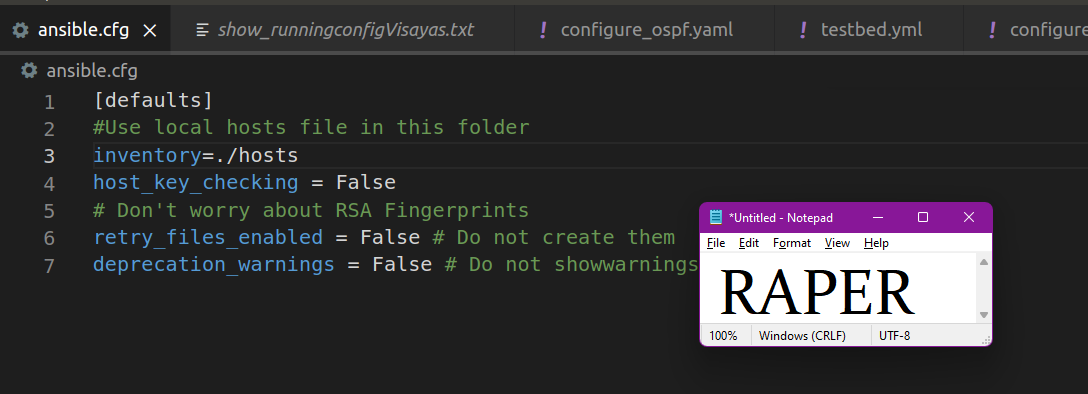 ansible.cfg show_runningconfigVisayas.txt configure_ospf.yaml testbed.yml configure
ansible.cfg
1 [defaults]
2 #Use local hosts file in this folder
3 inventory=./hosts
4 host_key_checking = False
5 # Don't worry about RSA Fingerprints
6 retry_files_enabled = False # Do not create them
7 deprecation_warnings = False # Do not showwarnings
*Untitled - Notepad
File Edit Format View Help
RAPER
100% Windows (CRLF) UTF-8